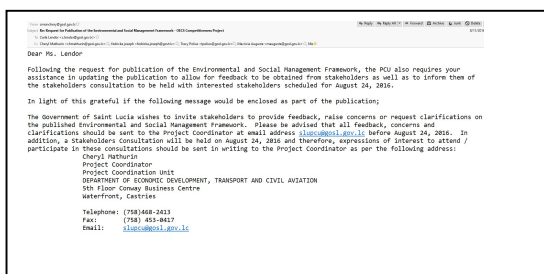 Reply Reply All Forward Archive Junk Delete
Subject Re: Request for Publication of the Environmental and Social Management Framework - OECS Competitiveness Project
To Carla Lendor
Dear Ms. Lendor
Following the request for publication of the Environmental and Social Management Framework, the PCU also requires your
assistance in updating the publication to allow for feedback to be obtained from stakeholders as well as to inform them of
the stakeholders consultation to be held with interested stakeholders scheduled for August 24, 2016.
In light of this grateful if the following message would be enclosed as part of the publication;
The Government of Saint Lucia wishes to invite stakeholders to provide feedback, raise concerns or request clarifications on
the published Environmental and Social Management Framework.  Please be advised that all feedback, concerns and
clarifications should be sent to the Project Coordinator at email address slupcu@gosl.gov.lc before August 24, 2016.  In
addition, a Stakeholders Consultation will be held on August 24, 2016 and therefore, expressions of interest to attend /
participate in these consultations should be sent in writing to the Project Coordinator as per the following address:
Cheryl Mathurin
Project Coordinator
Project Coordination Unit
DEPARTMENT OF ECONOMIC DEVELOPMENT, TRANSPORT AND CIVIL AVIATION
5th Floor Conway Business Centre
Waterfront, Castries
Telephone: (758)468-2413
Fax: (758) 453-0417
Email: slupcu@gosl.gov.lc